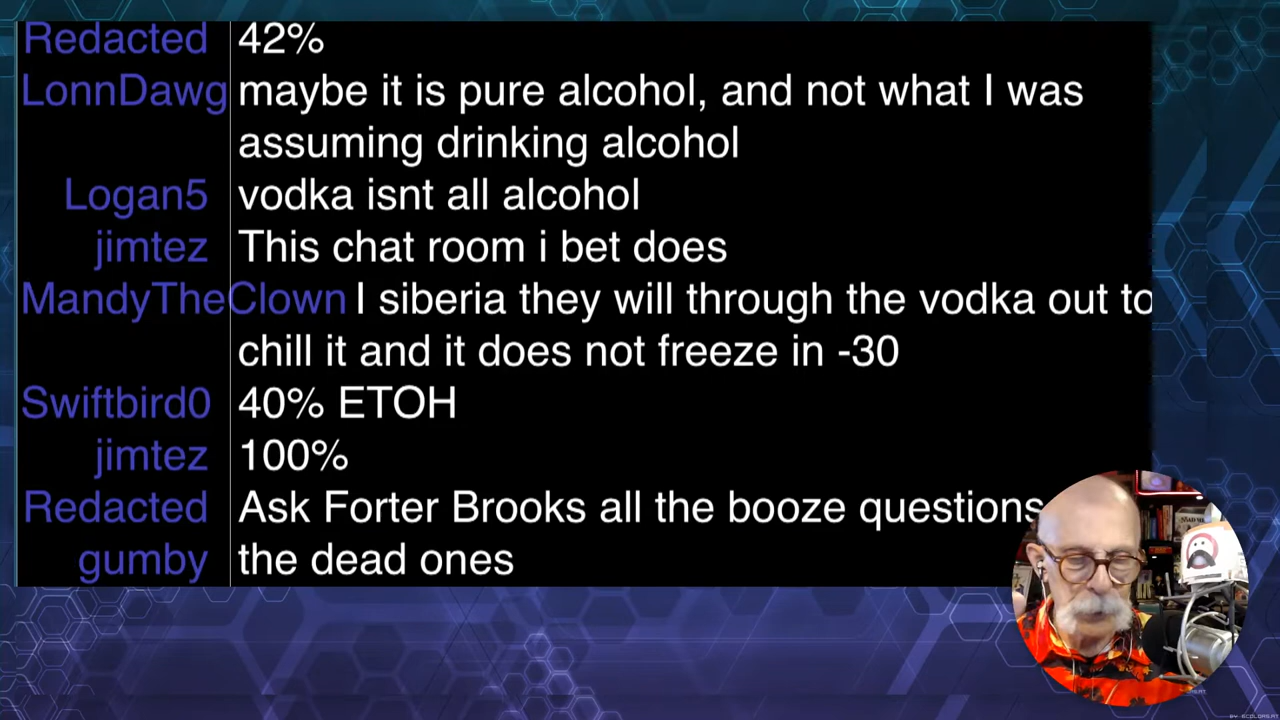 Redacted 42%
LonnDawg maybe it is pure alcohol, and not what I was
assuming drinking alcohol
Logan5 vodka isnt all alcohol
jimtez This chat room i bet does
MandyTheClown I siberia they will through the vodka out to
chill it and it does not freeze in -30
Swiftbird0 40% ETOH
jimtez 100%
Redacted Ask Forter Brooks all the booze questions
gumby the dead ones